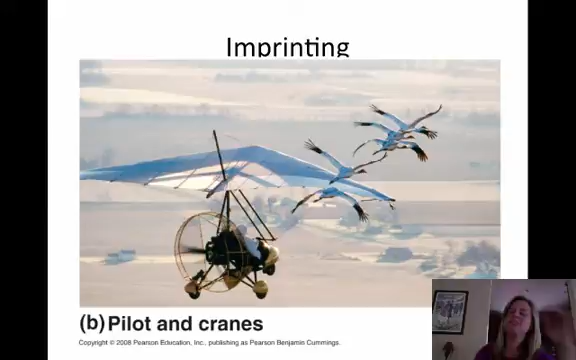 Imprinting
(b) Pilot and cranes
Copyright © 2008 Pearson Education, Inc., publishing as Pearson Benjamin Cummings.